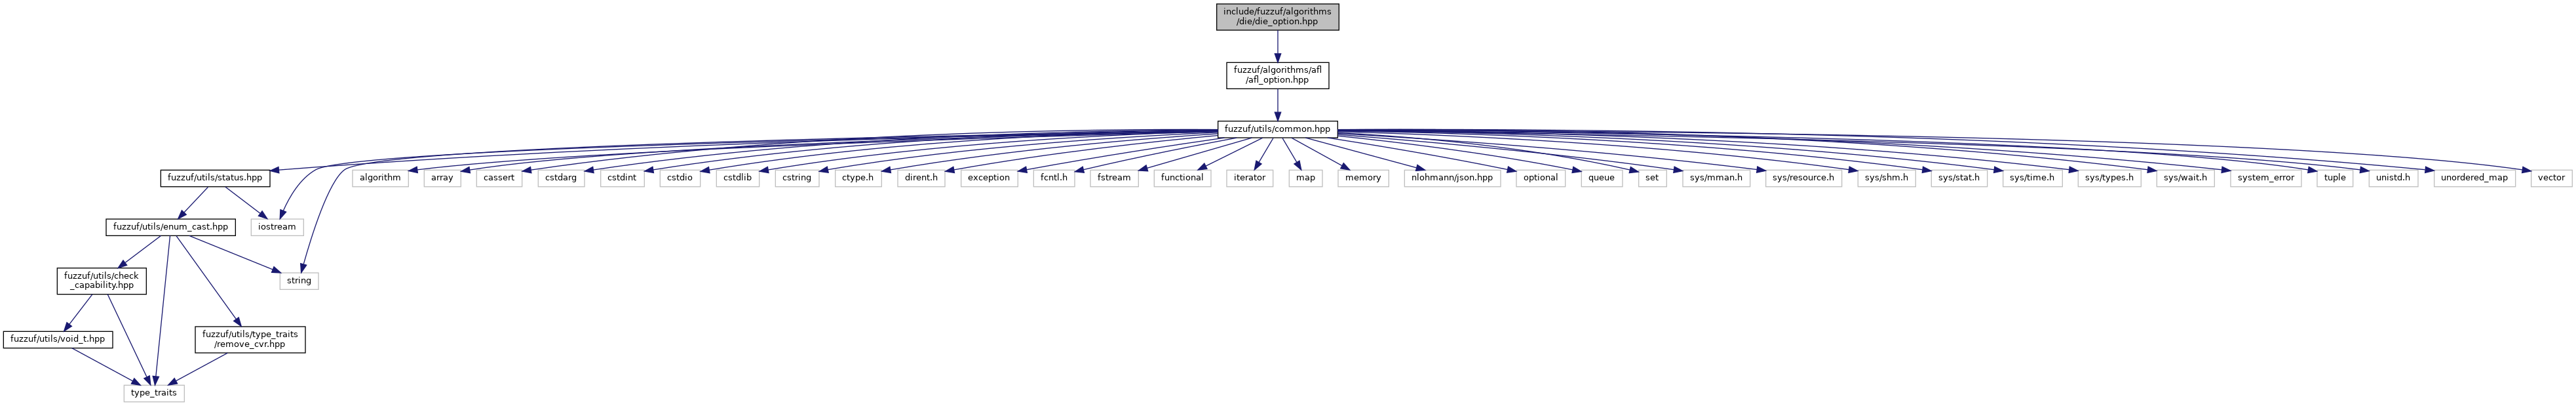 include/fuzzuf/algorithms
/die/die_option.hpp
fuzzuf/algorithms/afl
/afl_option.hpp
fuzzuf/utils/common.hpp
fuzzuf/utils/status.hpp
algorithm
array
cassert
cstdarg
cstdint
cstdio
cstdlib
cstring
ctype.h
dirent.h
exception
fcntl.h
fstream
functional
iterator
map
memory
nlohmann/json.hpp
optional
queue
set
sys/mman.h
sys/resource.h
sys/shm.h
sys/stat.h
sys/time.h
sys/types.h
sys/wait.h
system_error
tuple
unistd.h
unordered_map
vector
fuzzuf/utils/enum_cast.hpp
iostream
fuzzuf/utils/check
_capability.hpp
string
fuzzuf/utils/void_t.hpp
fuzzuf/utils/type_traits
/remove_cvr.hpp
type_traits